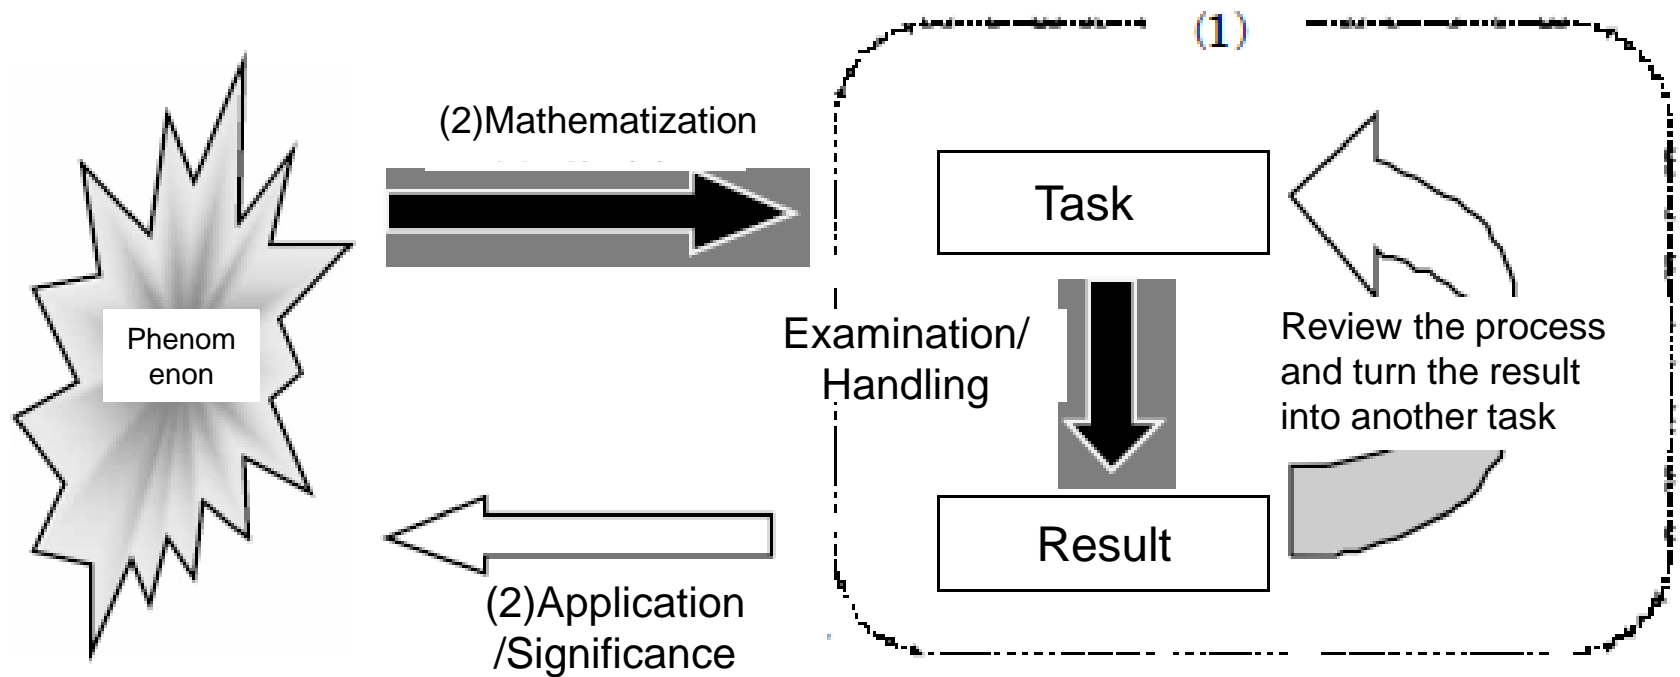 (1)
(2)Mathematization
Task
Phenom
enon
Examination/
Handling
Review the process
and turn the result
into another task
Result
(2)Application
/Significance